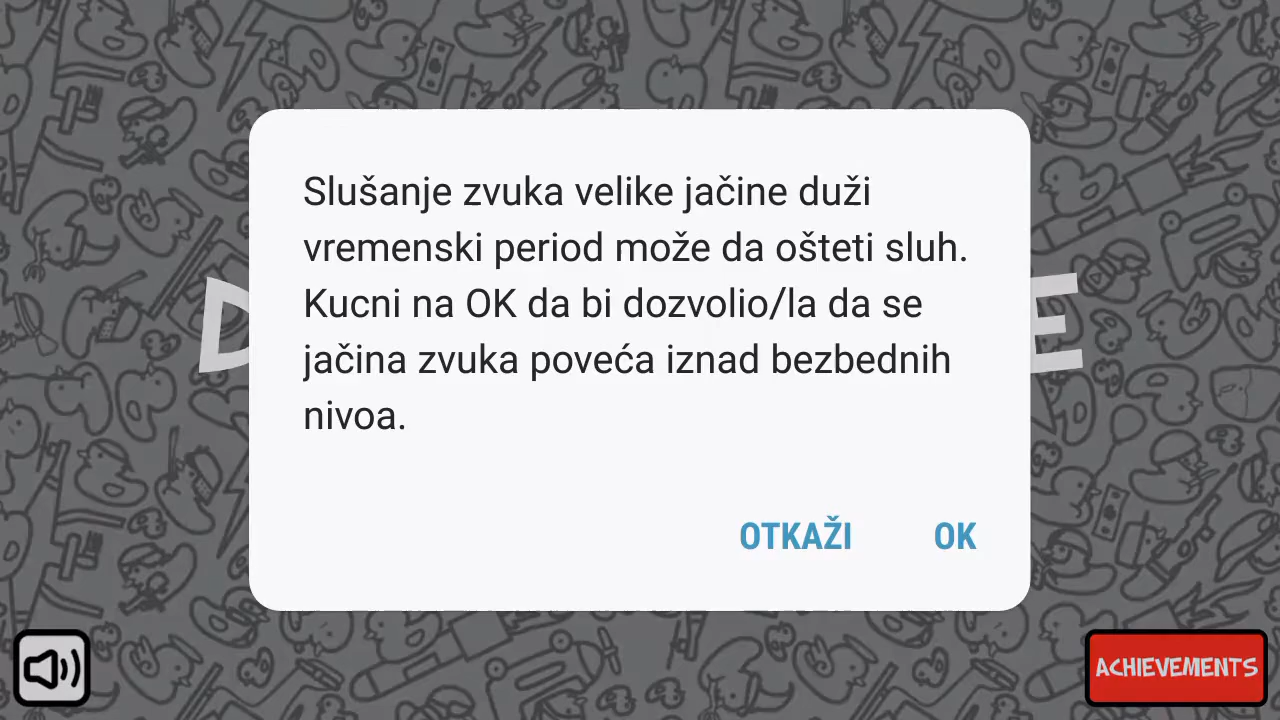 Slušanje zvuka velike jačine duži
vremenski period može da ošteti sluh.
Kucni na OK da bi dozvolio/la da se
jačina zvuka poveća iznad bezbednih
nivoa.
OTKAŽI OK
ACHIEVEMENTS